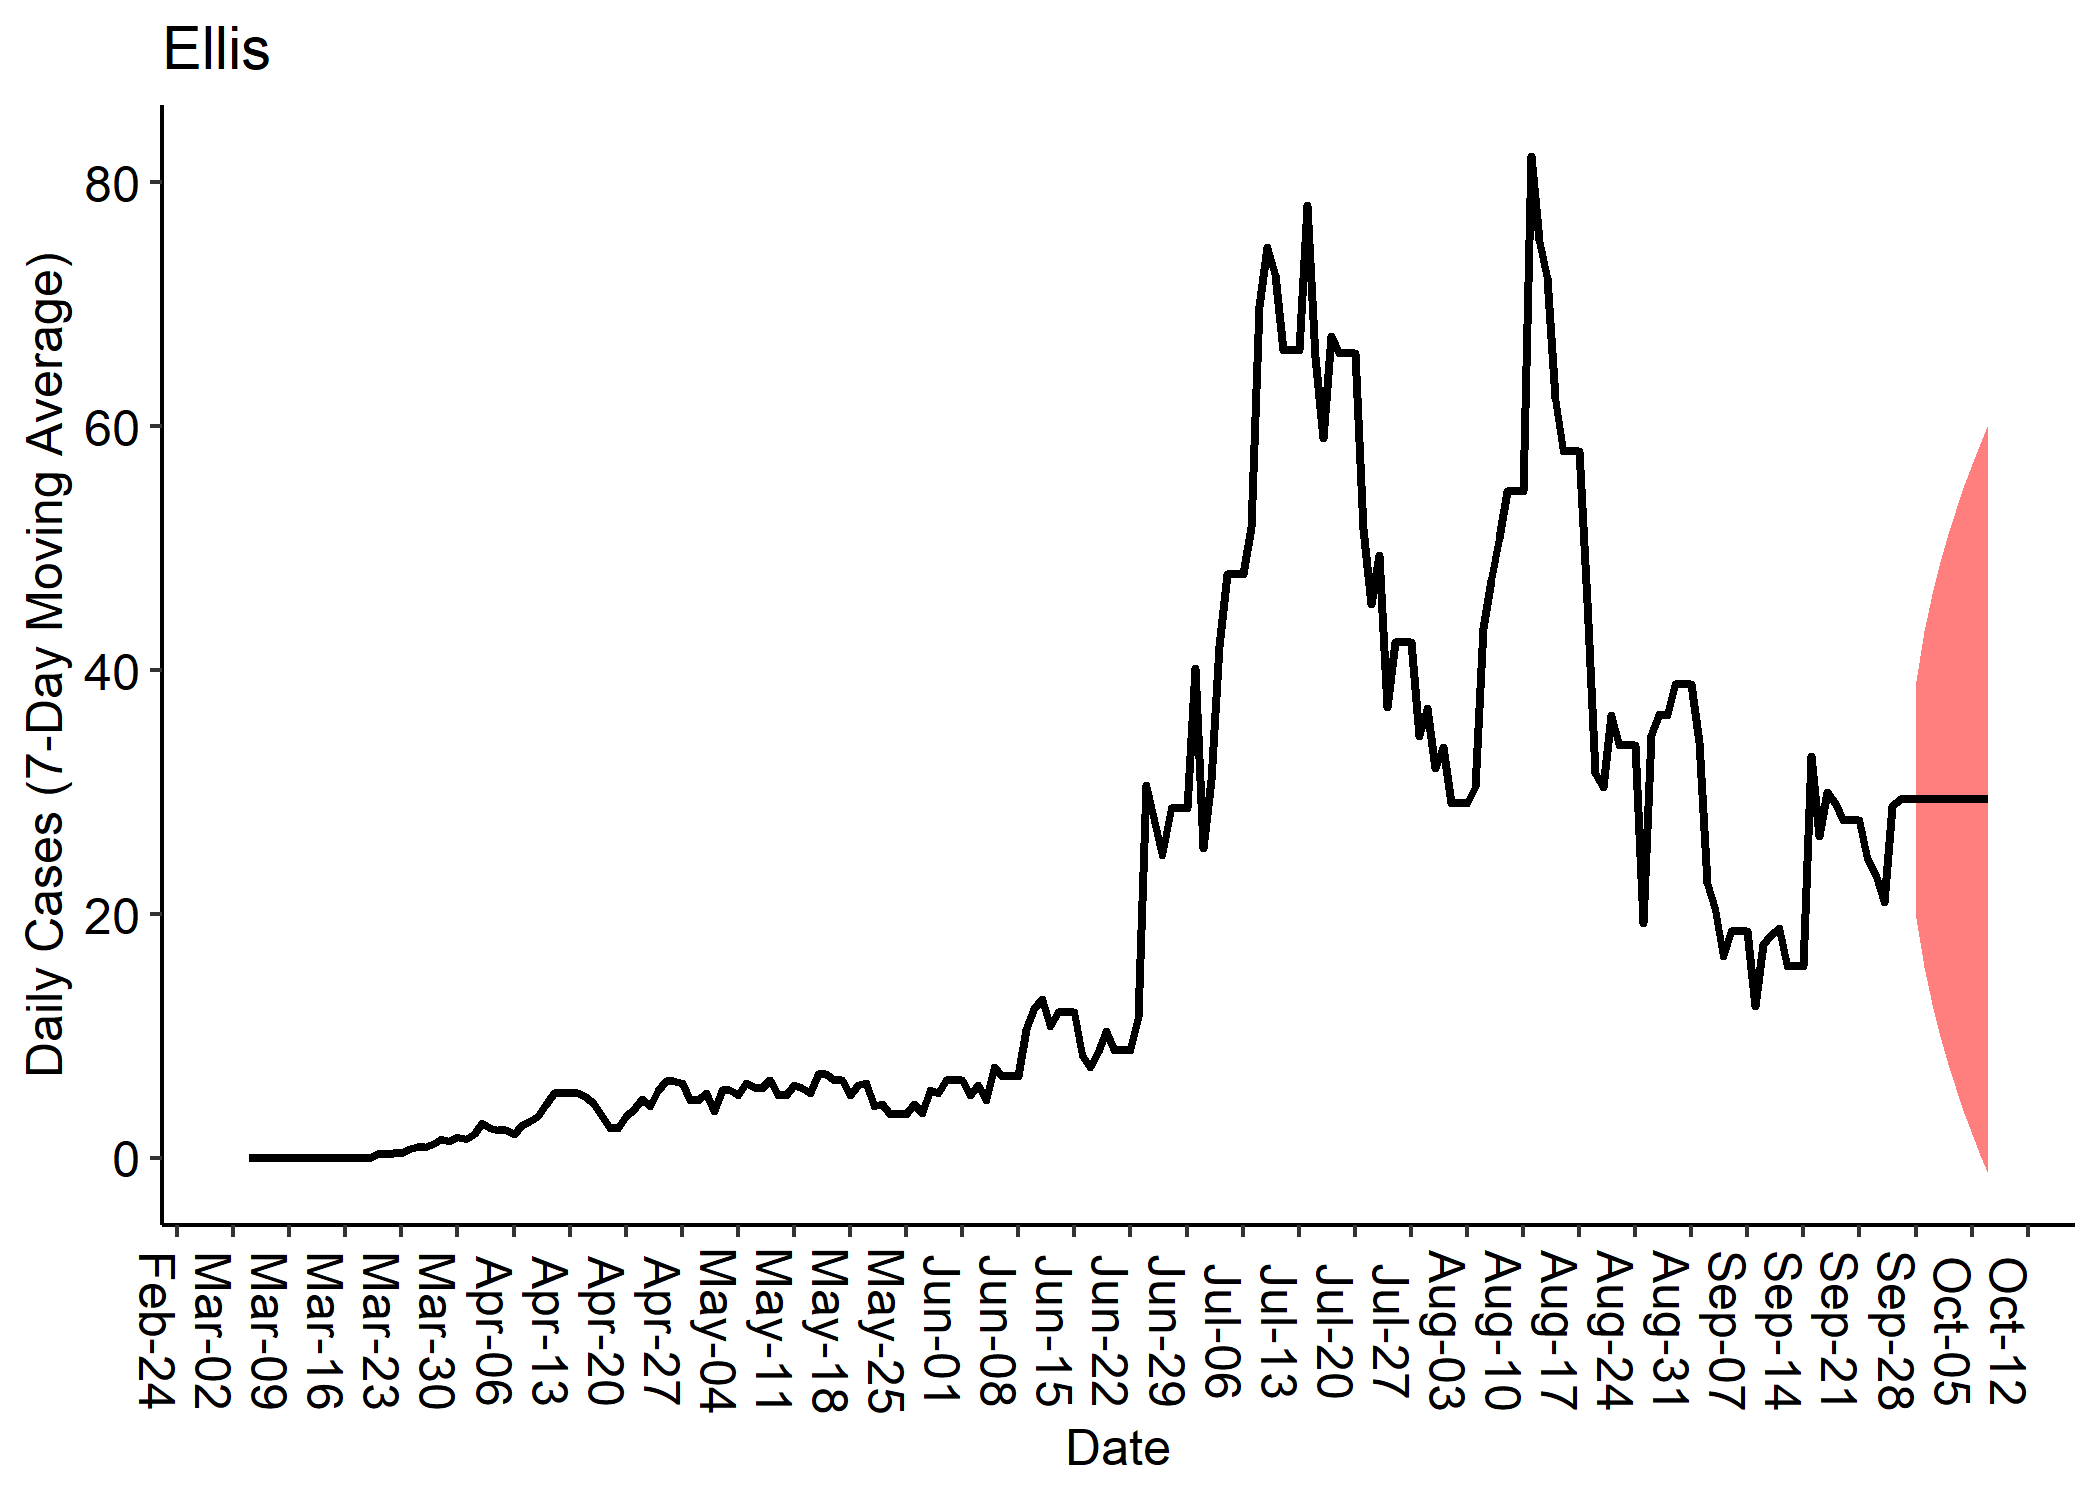 Ellis
Daily Cases (7-Day Moving Average)
80
60
40
20
0
Feb-24
Mar-02
Mar-09
Mar-16
Mar-23
Mar-30
Apr-06
Apr-13
Apr-20
Apr-27
May-04
May-11
May-18
May-25
Jun-01
Jun-08
Jun-15
Jun-22
Jun-29
Jul-06
Jul-13
Jul-20
Jul-27
Aug-03
Aug-10
Aug-17
Aug-24
Aug-31
Sep-07
Sep-14
Sep-21
Sep-28
Oct-05
Oct-12
Date